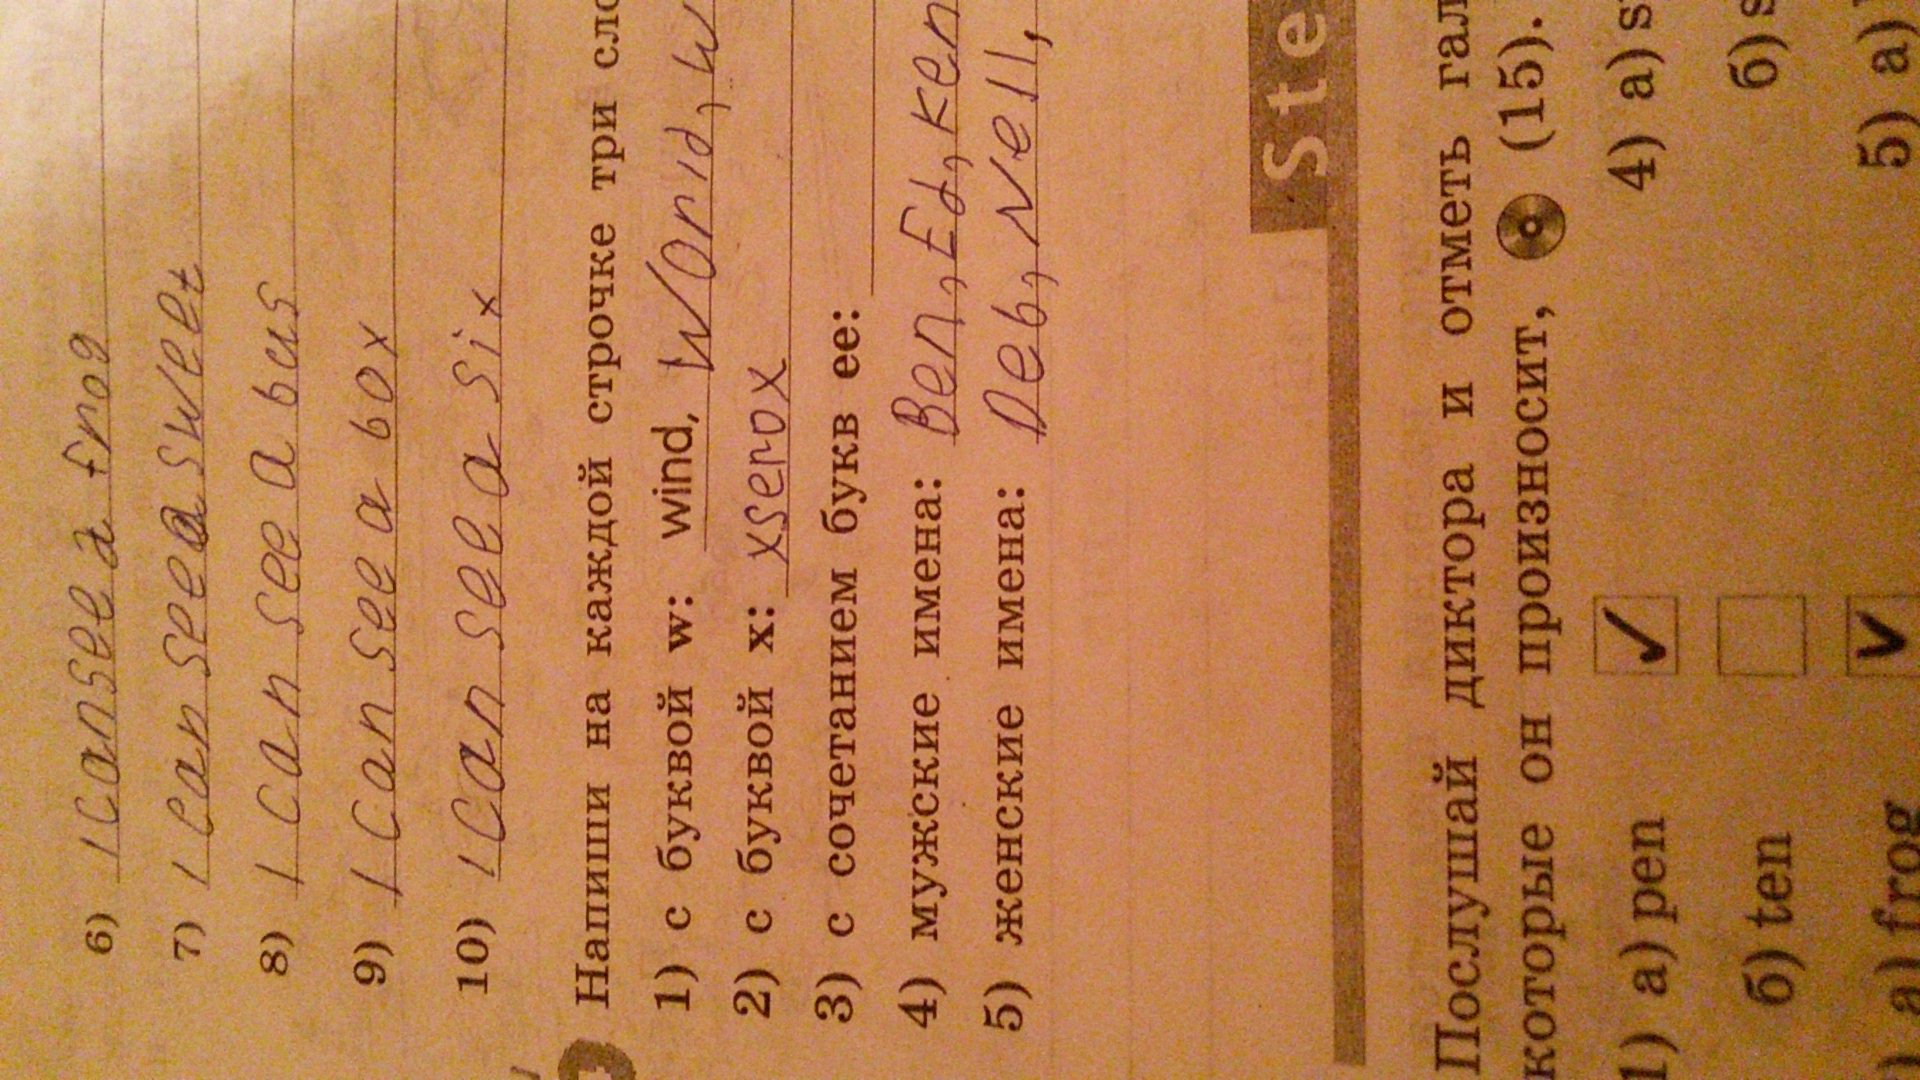 6) I can see a frog
7) I can see a sweet
8) I can see a bus
9) I can see a box
10) I can see a six
Напиши на каждой строчке три сло
1) с буквой w: wind, World, w
2) с буквой x: xserox
3) с сочетанием букв ee:
4) мужские имена: Ben, Ed, Ken
5) женские имена: Deb, Nell,
Ste
Послушай диктора и отметь гал
которые он произносит, (15).
1) а) pen 4) а) s
б) ten б) s
а) frog 5) а)